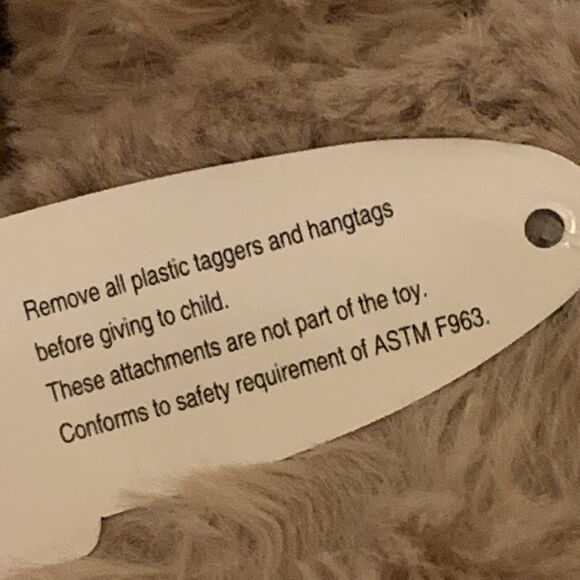 Remove all plastic taggers and hangtags
before giving to child.
These attachments are not part of the toy.
Conforms to safety requirement of ASTM F963.